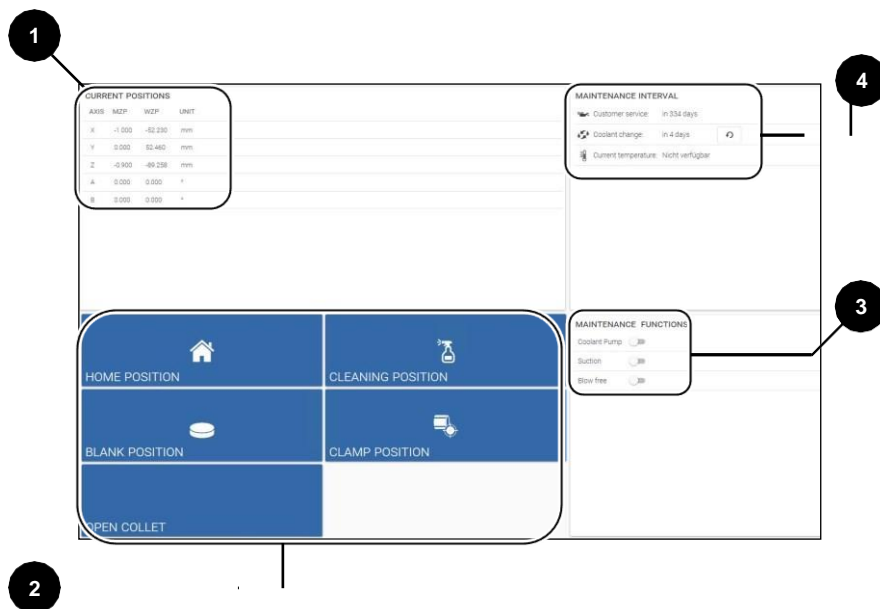 1
4
CURRENT POSITIONS
AXIS MZP WZP UNIT
X -1.000 -52.230 mm
Y 0.000 52.460 mm
Z -0.900 -89.258 mm
A 0.000 0.000 °
B 0.000 0.000 °
MAINTENANCE INTERVAL
Customer service: in 334 days
Coolant change: in 4 days
Current temperature: Nicht verfügbar
3
HOME POSITION
CLEANING POSITION
BLANK POSITION
CLAMP POSITION
OPEN COLLET
MAINTENANCE FUNCTIONS
Coolant Pump
Suction
Blow free
2